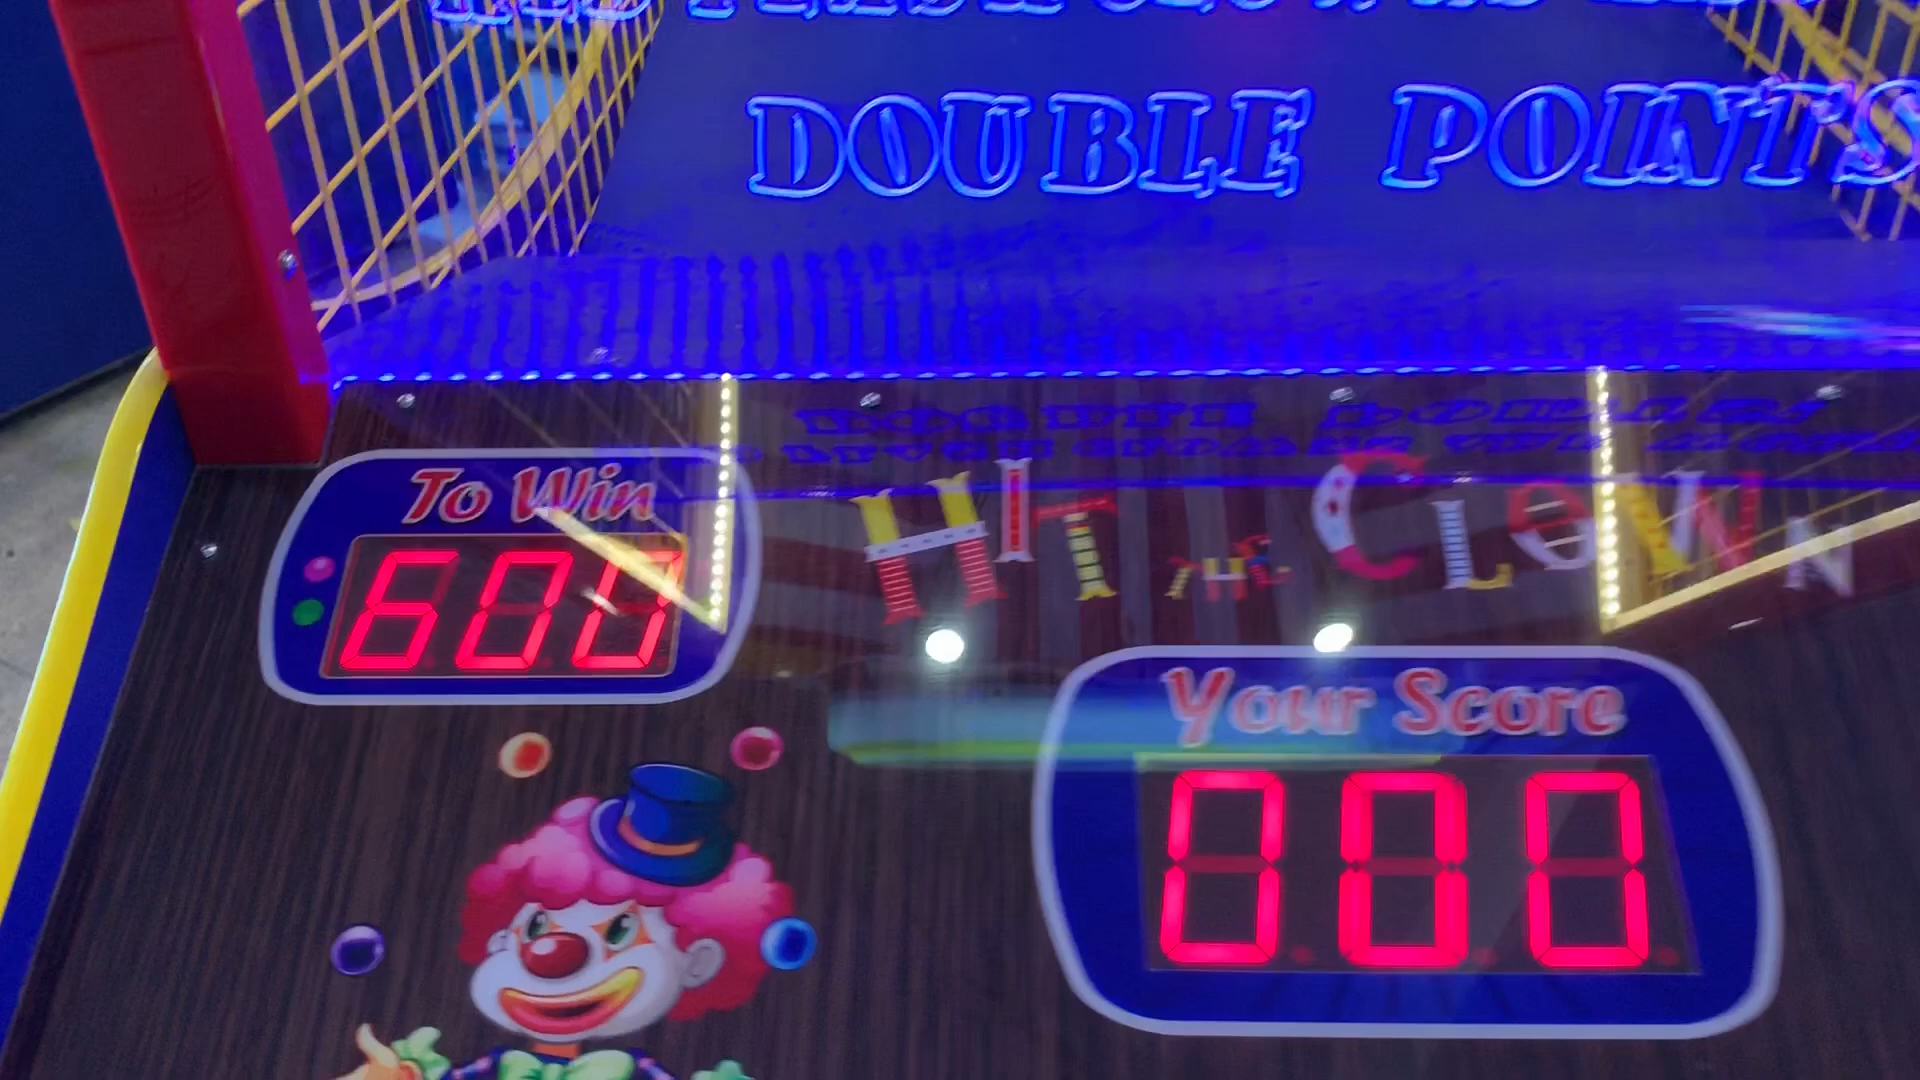 DOUBLE POINTS
To Win
600
HIT THE CLOWN
Your Score
000